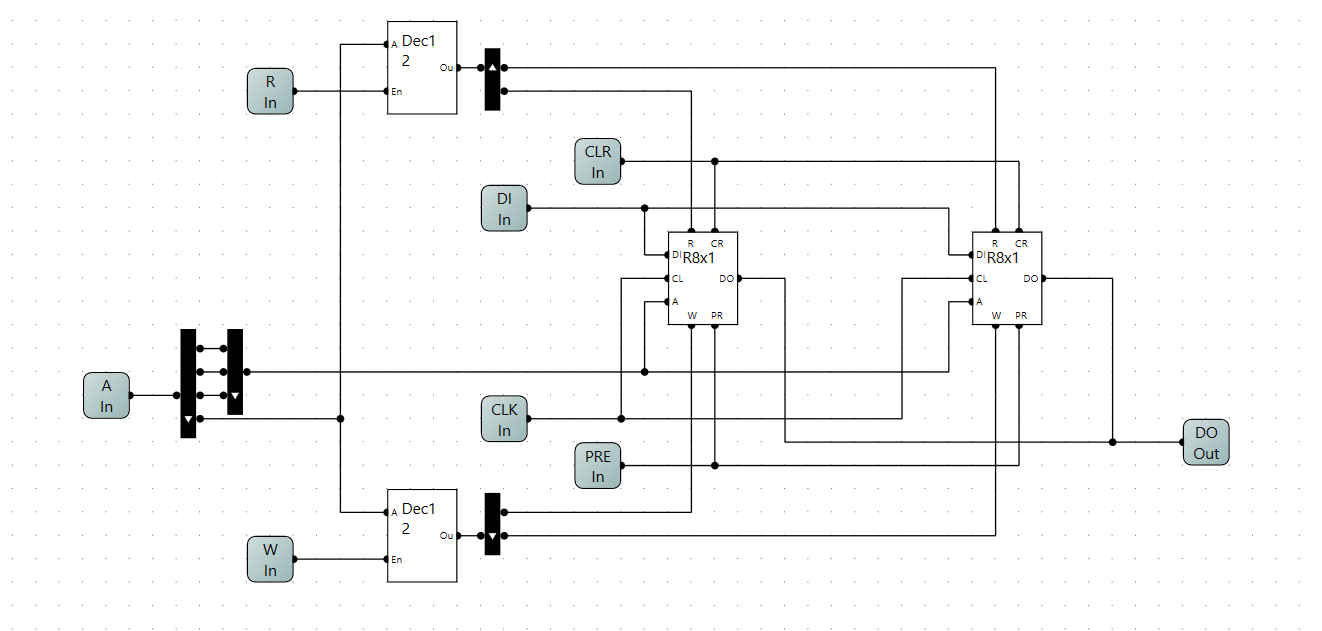 Dec1
2
A
Ou
En
R
In
CLR
In
DI
In
R CR
DI R8x1
CL DO
A
W PR
R CR
DI R8x1
CL DO
A
W PR
A
In
CLK
In
PRE
In
DO
Out
Dec1
2
A
Ou
En
W
In